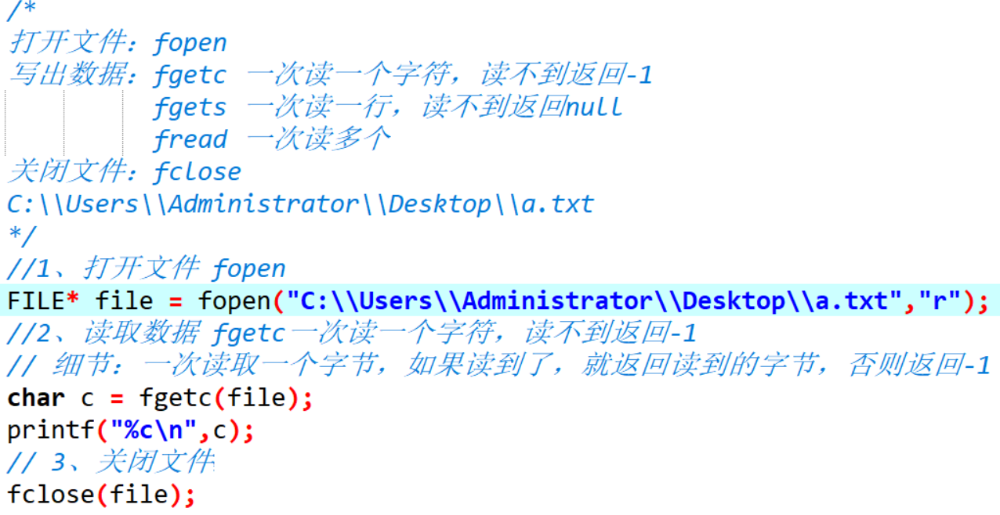 /*
打开文件：fopen
写出数据：fgetc 一次读一个字符，读不到返回-1
fgets 一次读一行，读不到返回null
fread 一次读多个
关闭文件：fclose
C:\\Users\\Administrator\\Desktop\\a.txt
*/
//1、打开文件 fopen
FILE* file = fopen("C:\\Users\\Administrator\\Desktop\\a.txt","r");
//2、读取数据 fgetc一次读一个字符，读不到返回-1
// 细节：一次读取一个字节，如果读到了，就返回读到的字节，否则返回-1
char c = fgetc(file);
printf("%c\n",c);
// 3、关闭文件
fclose(file);